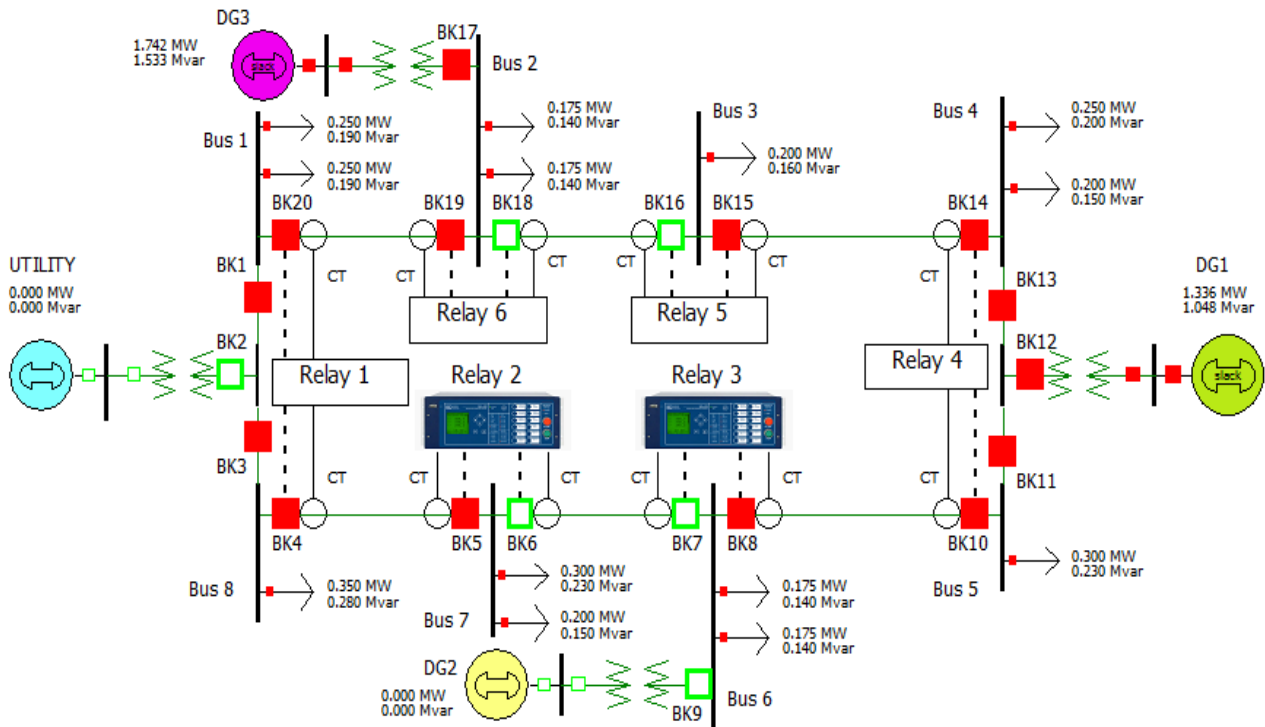 DG3
1.742 MW
1.533 Mvar
slack
BK17
Bus 2
0.175 MW
0.140 Mvar
0.175 MW
0.140 Mvar
Bus 1
0.250 MW
0.190 Mvar
0.250 MW
0.190 Mvar
Bus 3
0.200 MW
0.160 Mvar
Bus 4
0.250 MW
0.200 Mvar
0.200 MW
0.150 Mvar
BK20
BK19
BK18
BK16
BK15
BK14
CT
CT
CT
CT
CT
CT
Relay 6
Relay 5
UTILITY
0.000 MW
0.000 Mvar
BK1
BK2
BK3
Relay 1
Relay 2
Relay 3
Relay 4
BK13
BK12
BK11
DG1
1.336 MW
1.048 Mvar
slack
CT
CT
CT
CT
CT
CT
BK4
BK5
BK6
BK7
BK8
BK10
Bus 8
0.350 MW
0.280 Mvar
Bus 7
0.300 MW
0.230 Mvar
0.200 MW
0.150 Mvar
0.175 MW
0.140 Mvar
0.175 MW
0.140 Mvar
Bus 5
0.300 MW
0.230 Mvar
DG2
0.000 MW
0.000 Mvar
BK9
Bus 6